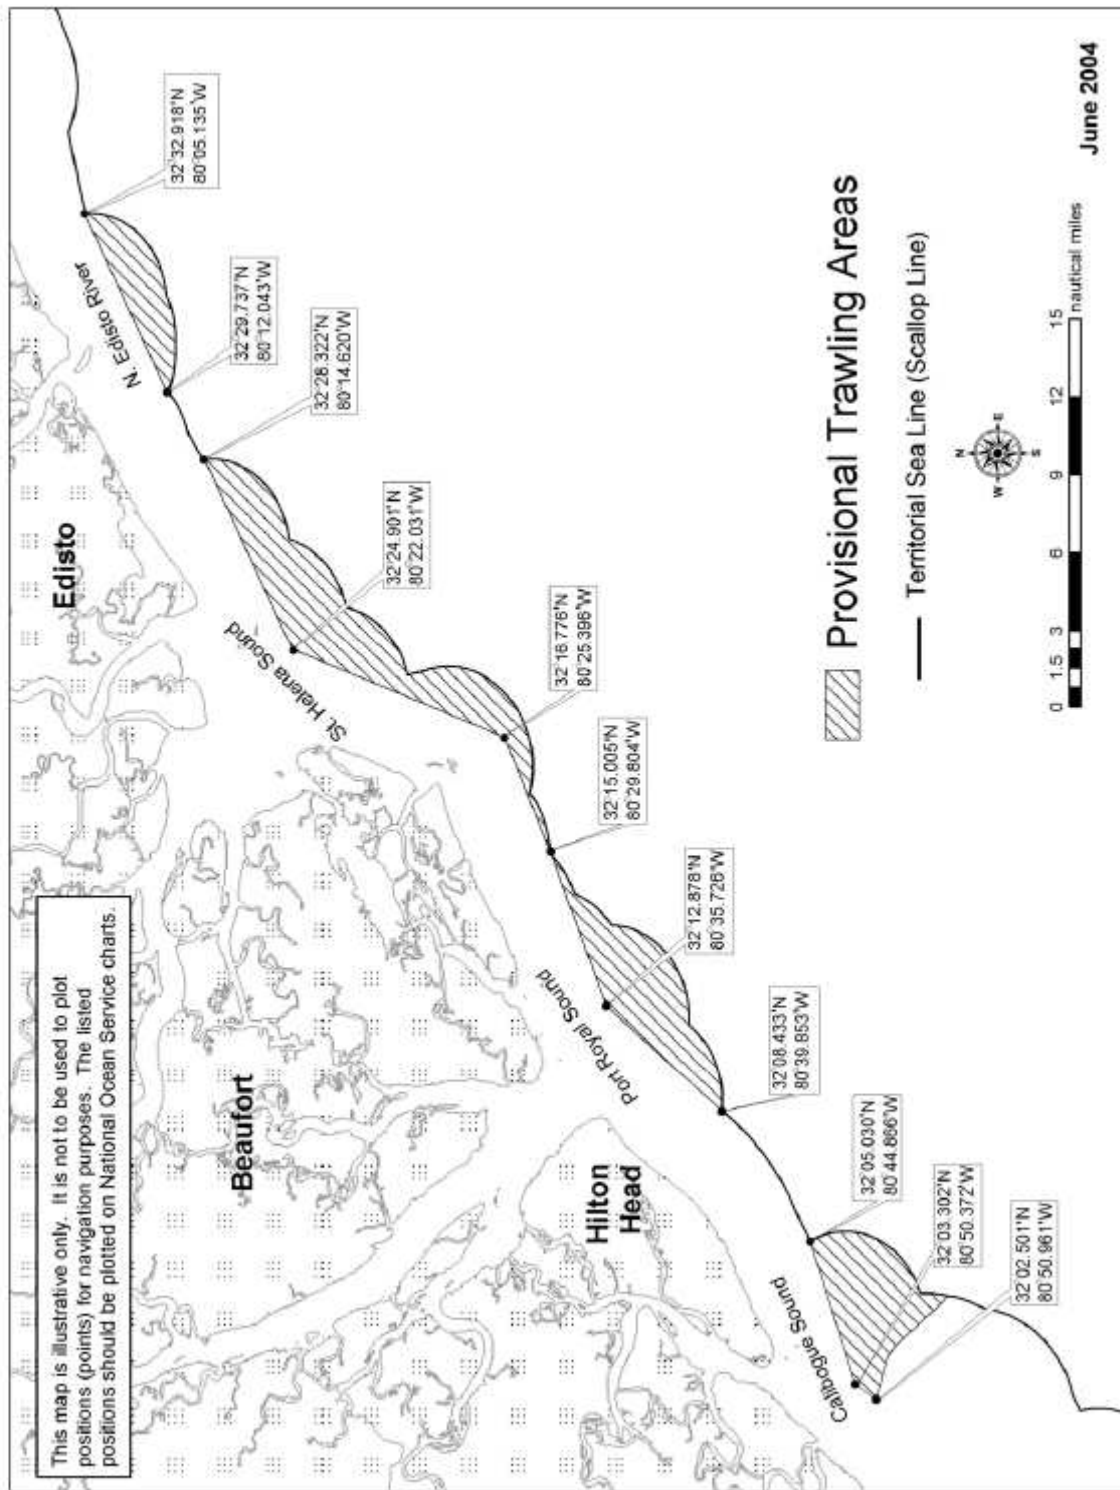 This map is illustrative only. It is not to be used to plot
positions (points) for navigation purposes. The listed
positions should be plotted on National Ocean Service charts.
Edisto
Beaufort
Hilton
Head
N. Edisto River
St. Helena Sound
Port Royal Sound
Calibogue Sound
32°32.918'N
80°05.135'W
32°29.737'N
80°12.043'W
32°28.322'N
80°14.620'W
32°24.901'N
80°22.031'W
80°25.396'W
32°15.005'N
80°29.804'W
32°12.878'N
80°35.726'W
32°08.433'N
80°39.853'W
32°05.030'N
80°44.866'W
32°03.302'N
80°50.372'W
32°02.501'N
80°50.961'W
Provisional Trawling Areas
Territorial Sea Line (Scallop Line)
N
W
E
S
0 1.5 3 6 9 12 15
nautical miles
June 2004